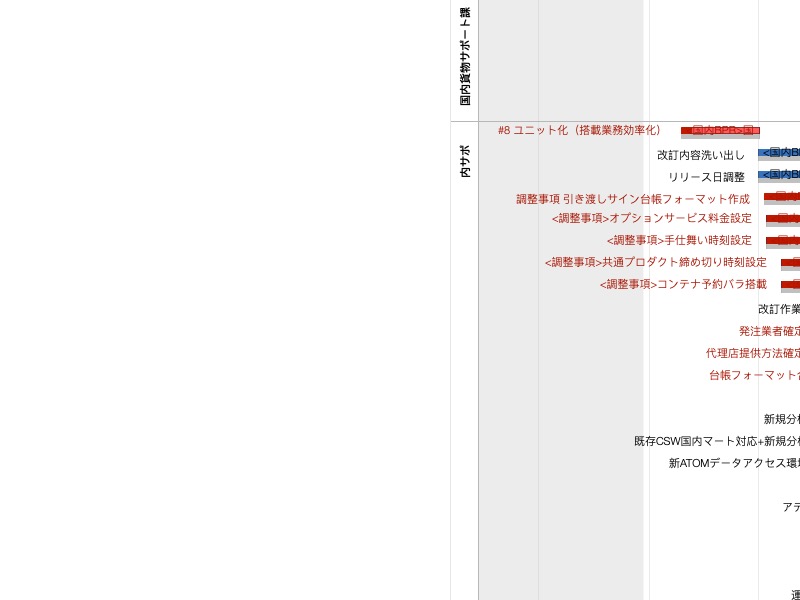 国内貨物サポート課
#8 ユニット化（搭載業務効率化）
内サポ
改訂内容洗い出し <国内B
リリース日調整 <国内B
調整事項 引き渡しサイン台帳フォーマット作成
<調整事項>オプションサービス料金設定
<調整事項>手仕舞い時刻設定
<調整事項>共通プロダクト締め切り時刻設定
<調整事項>コンテナ予約バラ搭載
改訂作業
発注業者確定
代理店提供方法確定
台帳フォーマット
新規分析
既存CSW国内マート対応+新規分析
新ATOMデータアクセス環境
アデ
運